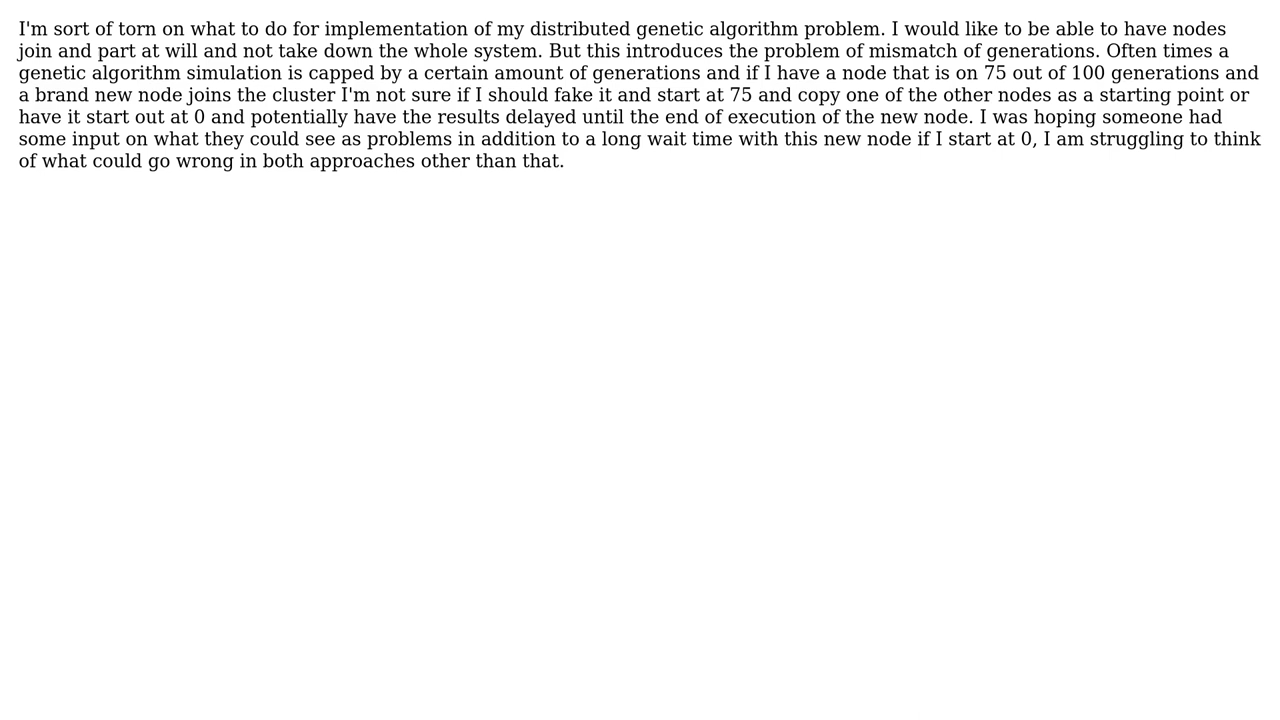 I'm sort of torn on what to do for implementation of my distributed genetic algorithm problem. I would like to be able to have nodes
join and part at will and not take down the whole system. But this introduces the problem of mismatch of generations. Often times a
genetic algorithm simulation is capped by a certain amount of generations and if I have a node that is on 75 out of 100 generations and
a brand new node joins the cluster I'm not sure if I should fake it and start at 75 and copy one of the other nodes as a starting point or
have it start out at 0 and potentially have the results delayed until the end of execution of the new node. I was hoping someone had
some input on what they could see as problems in addition to a long wait time with this new node if I start at 0, I am struggling to think
of what could go wrong in both approaches other than that.